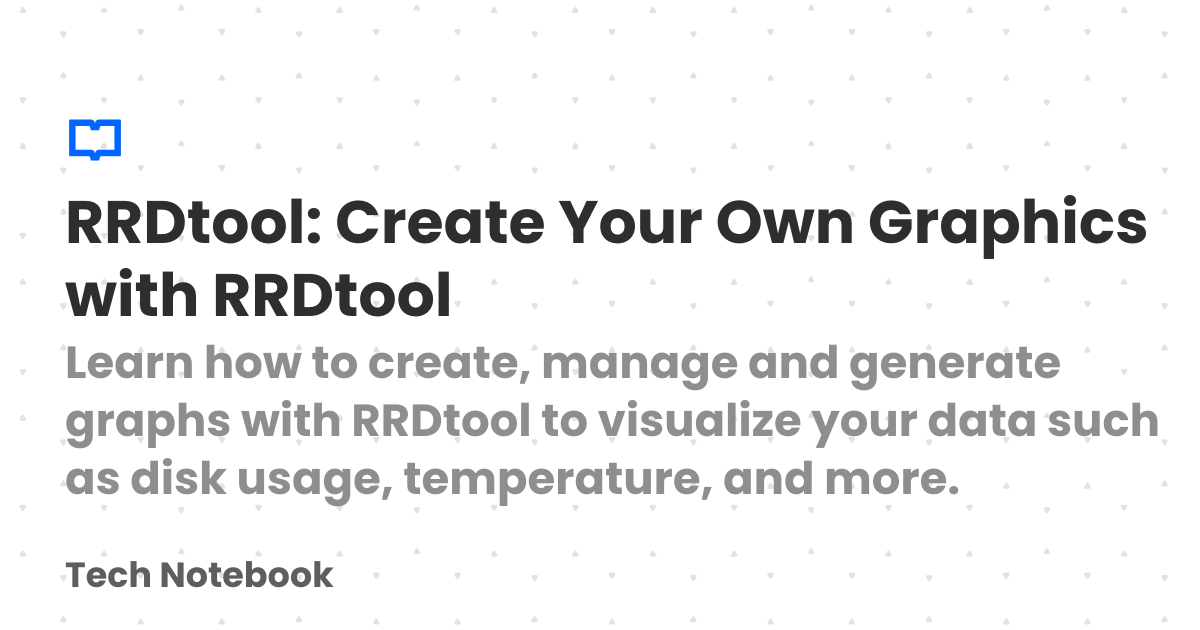 RRDtool: Create Your Own Graphics
with RRDtool
Learn how to create, manage and generate
graphs with RRDtool to visualize your data such
as disk usage, temperature, and more.
Tech Notebook